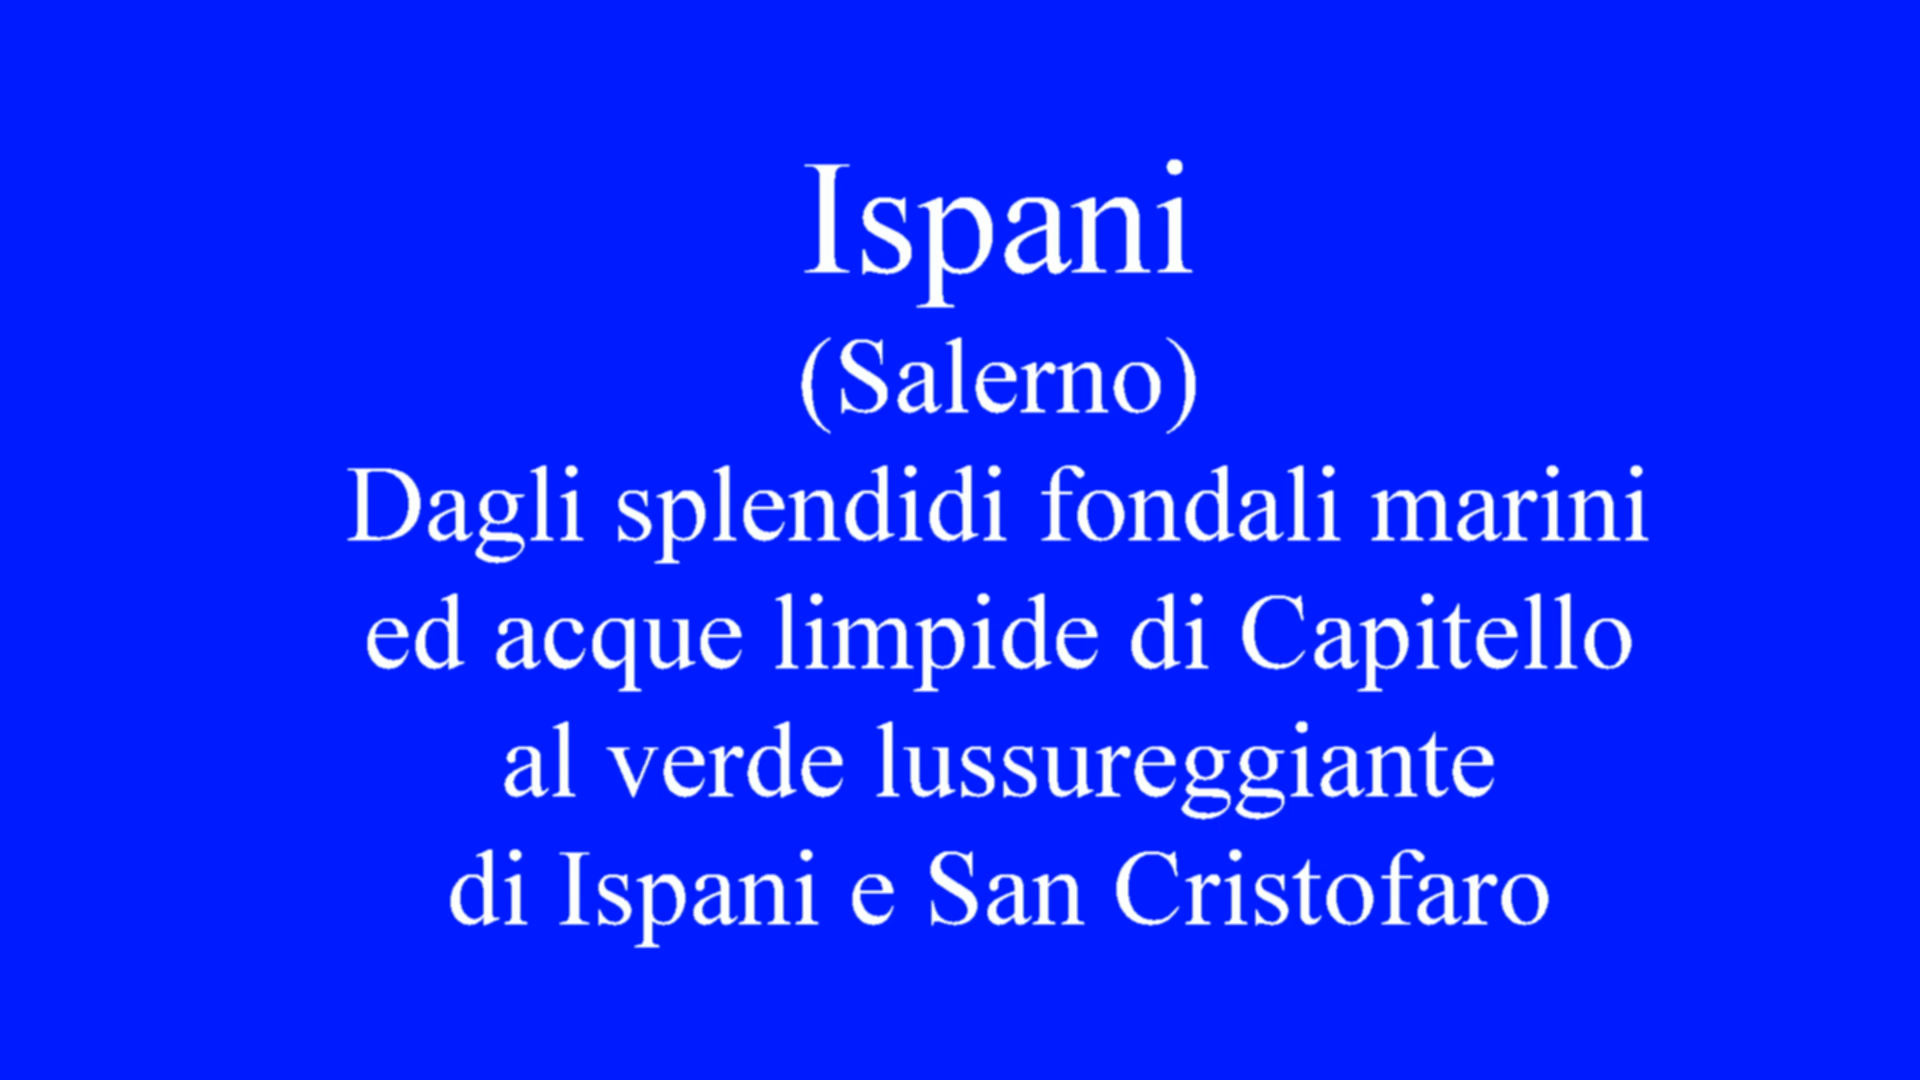 Ispani
(Salerno)
Dagli splendidi fondali marini
ed acque limpide di Capitello
al verde lussureggiante
di Ispani e San Cristofaro